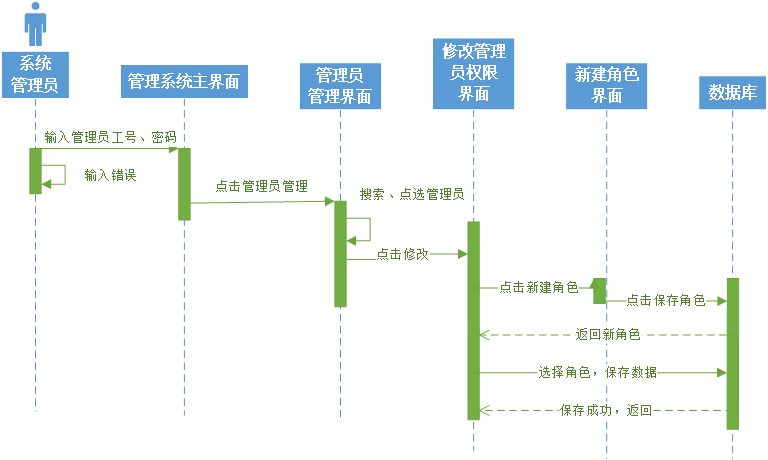 系统
管理员
管理系统主界面
管理员
管理界面
修改管理
员权限
界面
新建角色
界面
数据库
输入管理员工号、密码
输入错误
点击管理员管理
搜索、点选管理员
点击修改
点击新建角色
点击保存角色
返回新角色
选择角色，保存数据
保存成功，返回